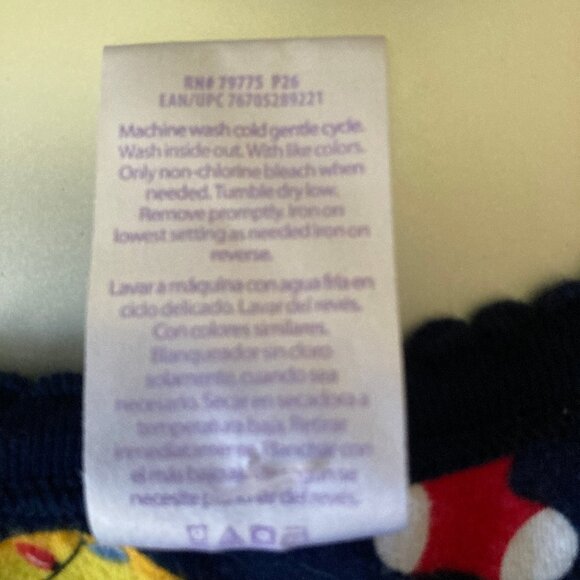 RN# 79775 P26
EAN/UPC 76705289221
Machine wash cold gentle cycle.
Wash inside out. With like colors.
Only non-chlorine bleach when
needed. Tumble dry low.
Remove promptly. Iron on
lowest setting as needed iron on
reverse.
Lavar a máquina con agua fría en
ciclo delicado. Lavar del revés.
Con colores similares.
Blanqueador sin cloro
solamente, cuando sea
necesario. Secar en secadora a
temperatura baja. Retirar
inmediatamente. Planchar con
el más se
necesite del revés.